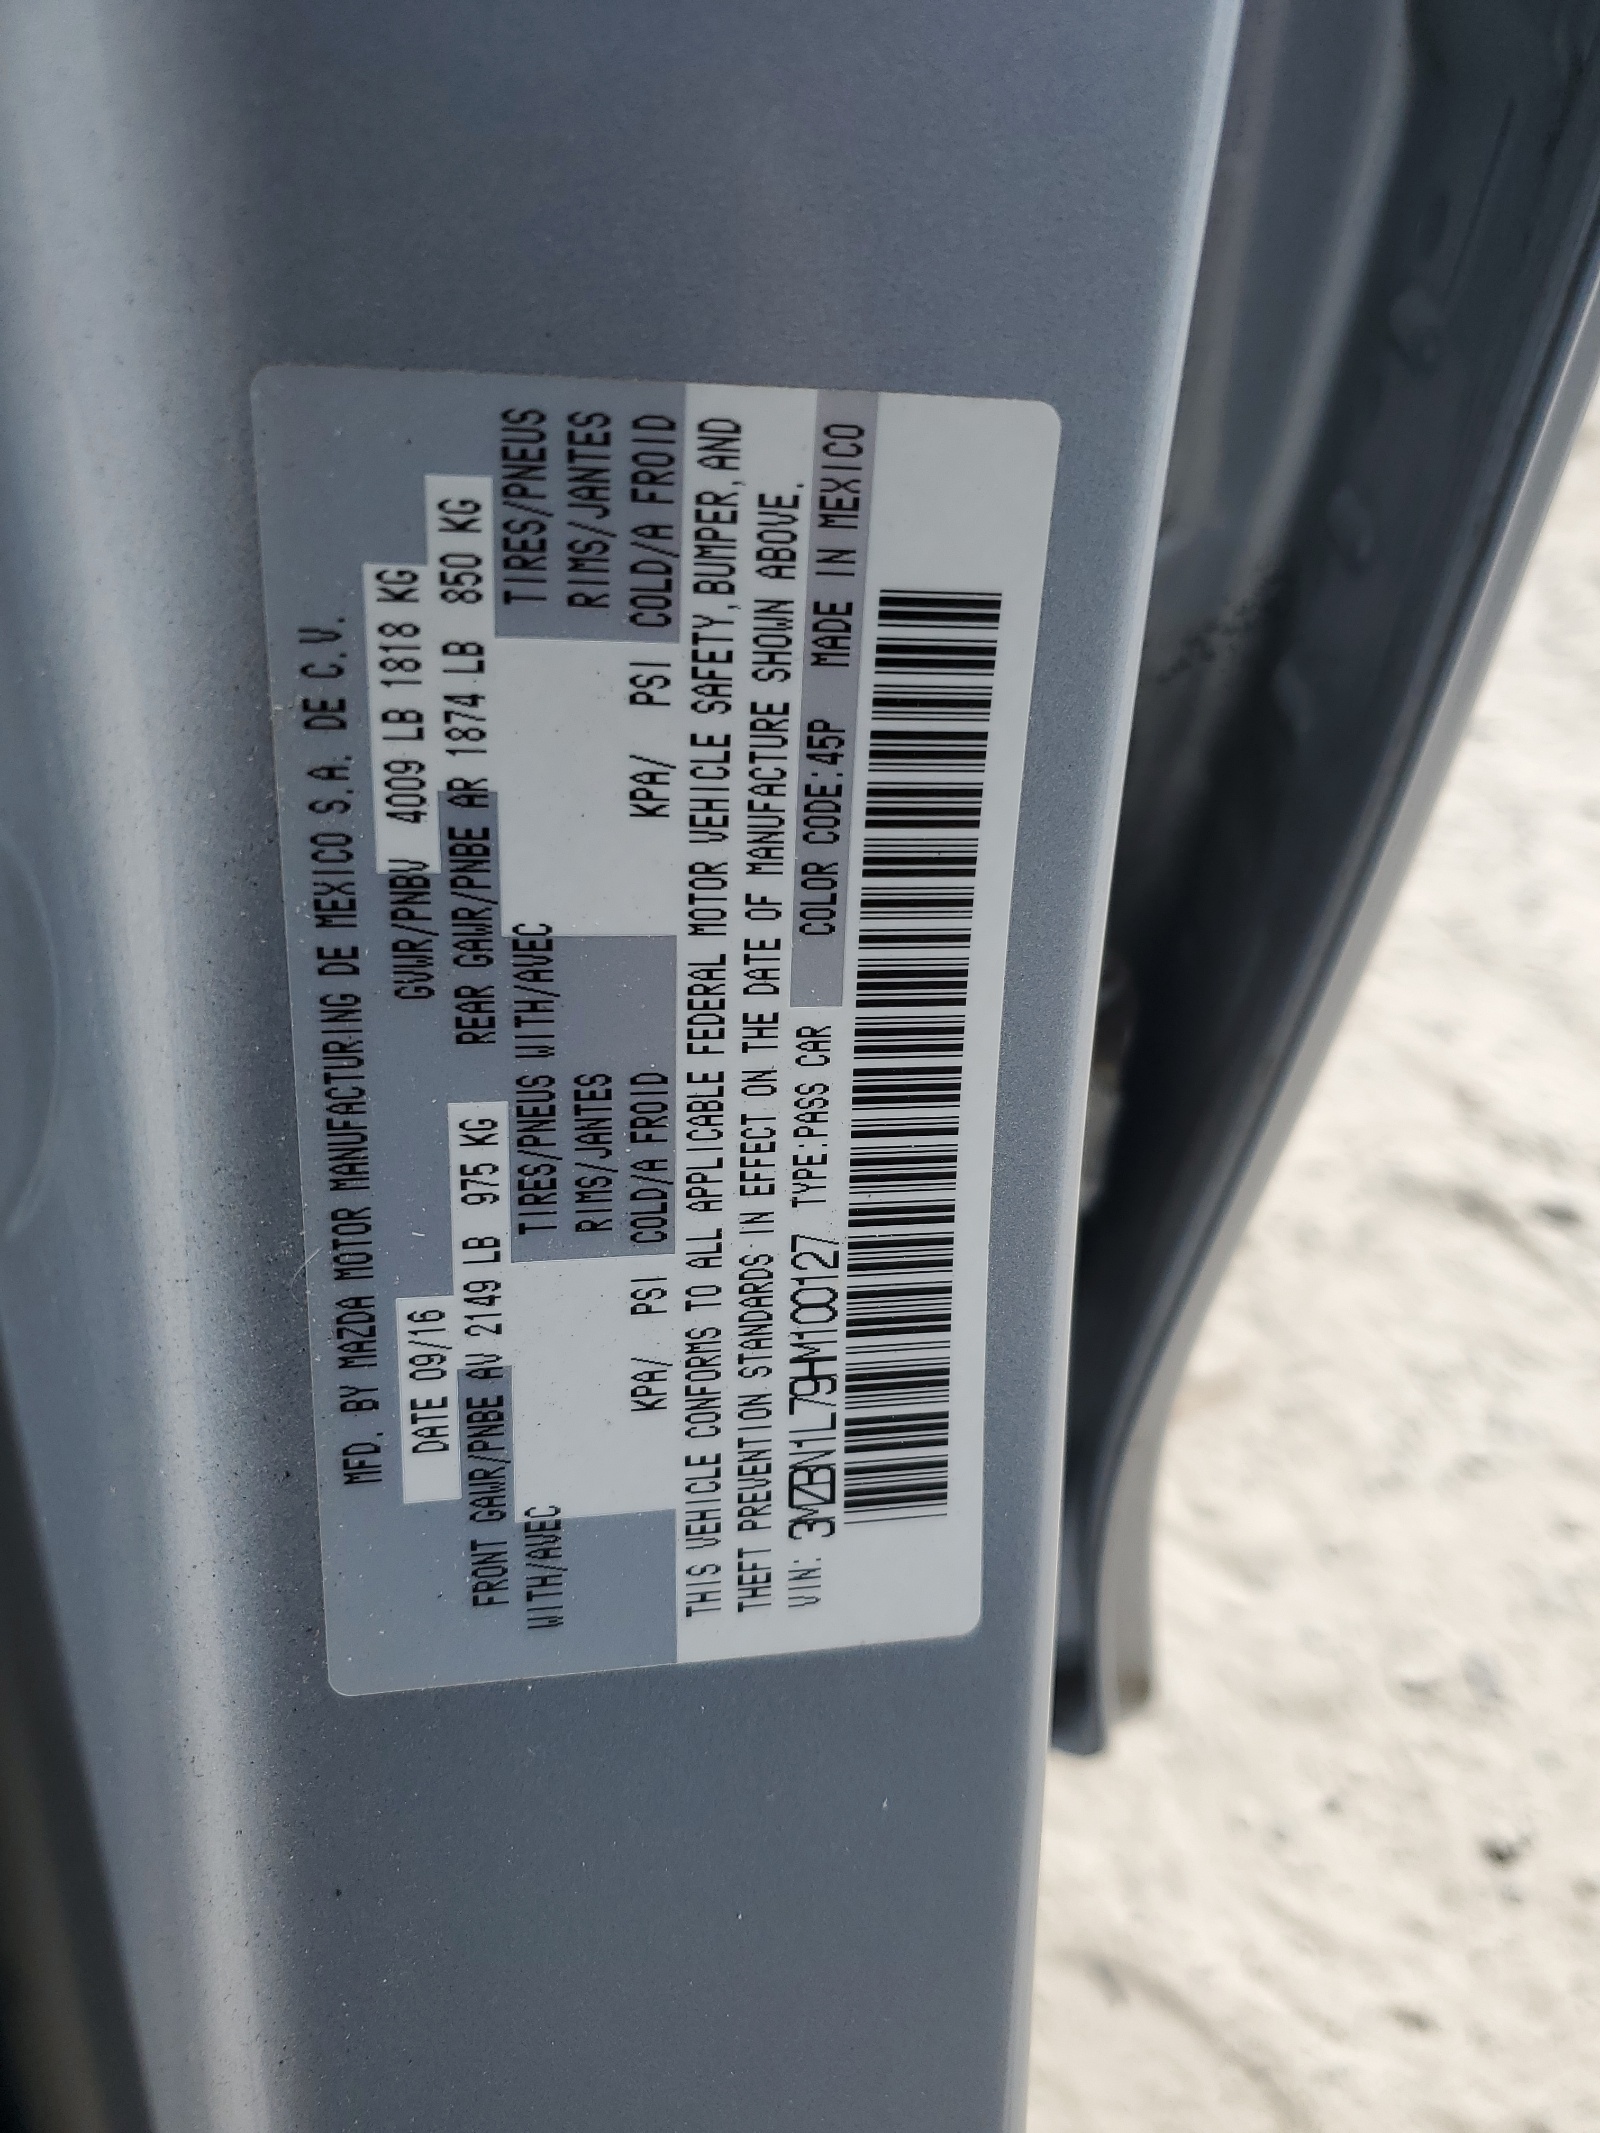 MFD. BY MAZDA MOTOR MANUFACTURING DE MEXICO S.A. DE C.V.
DATE 09/16 GVWR/PNBV 4009 LB 1818 KG
FRONT GAWR/PNBE AV 2149 LB 975 KG REAR GAWR/PNBE AR 1874 LB 850 KG
WITH/AVEC TIRES/PNEUS WITH/AVEC TIRES/PNEUS
RIMS/JANTES RIMS/JANTES
KPA/ PSI COLD/A FROID KPA/ PSI COLD/A FROID
THIS VEHICLE CONFORMS TO ALL APPLICABLE FEDERAL MOTOR VEHICLE SAFETY,BUMPER,AND
THEFT PREVENTION STANDARDS IN EFFECT ON THE DATE OF MANUFACTURE SHOWN ABOVE.
VIN: 3MZBN1L79HM100127 TYPE:PASS CAR COLOR CODE:45P MADE IN MEXICO